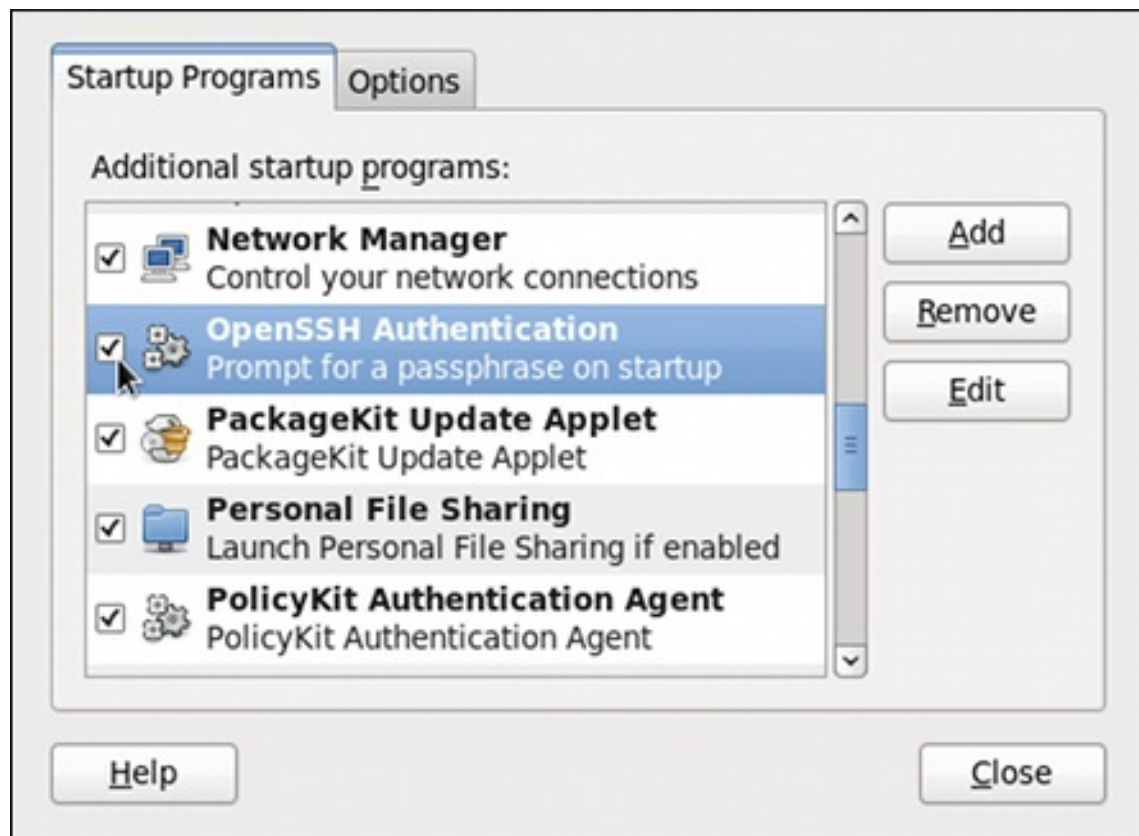 Startup Programs
Options
Additional startup programs:
Network Manager
Control your network connections
OpenSSH Authentication
Prompt for a passphrase on startup
PackageKit Update Applet
PackageKit Update Applet
Personal File Sharing
Launch Personal File Sharing if enabled
PolicyKit Authentication Agent
PolicyKit Authentication Agent
Add
Remove
Edit
Help
Close